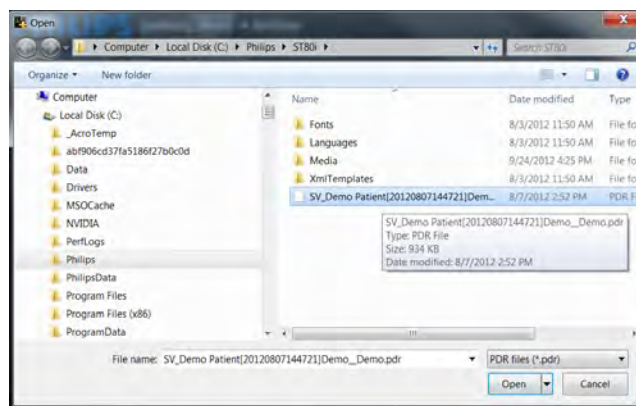 Open
Computer ▸ Local Disk (C:) ▸ Philips ▸ ST80i ▸
Search ST80i
Organize
New folder
Computer
Local Disk (C:)
_AcroTemp
abf906cd37fa5186f27b0c0d
Data
Drivers
MSOCache
NVIDIA
PerfLogs
Philips
PhilipsData
Program Files
Program Files (x86)
ProgramData
Name Date modified Type
Fonts 8/3/2012 11:50 AM File fo
Languages 8/3/2012 11:50 AM File fo
Media 9/24/2012 4:25 PM File fo
XmlTemplates 8/3/2012 11:50 AM File fo
SV_Demo Patient[20120807144721]Dem... 8/7/2012 2:52 PM PDR F
SV_Demo Patient[20120807144721]Demo__Demo.pdr
Type: PDR File
Size: 934 KB
Date modified: 8/7/2012 2:52 PM
File name: SV_Demo Patient[20120807144721]Demo__Demo.pdr
PDR files (*.pdr)
Open Cancel